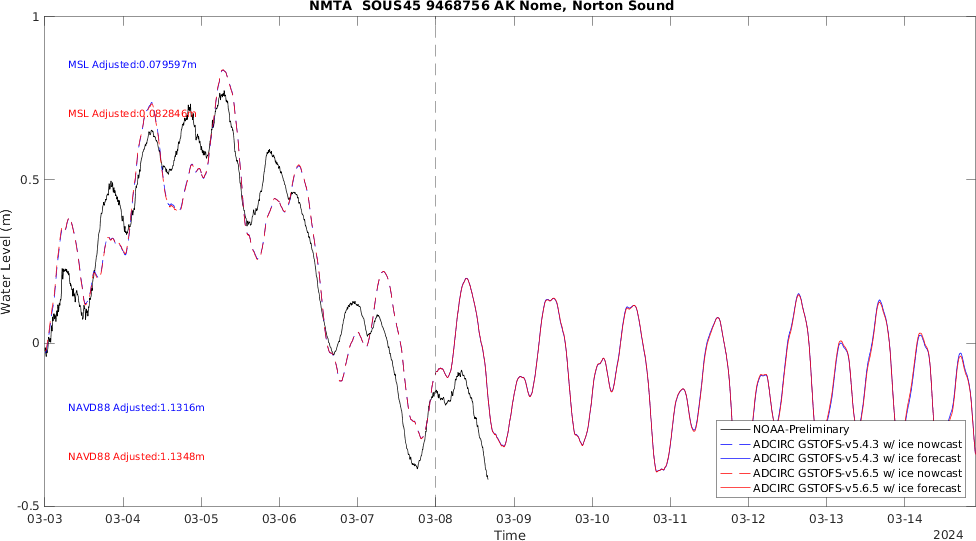 NMTA  SOUS45 9468756 AK Nome, Norton Sound
1
MSL Adjusted:0.079597m
MSL Adjusted:0.082846m
0.5
Water Level (m)
0
NAVD88 Adjusted:1.1316m
NAVD88 Adjusted:1.1348m
NOAA-Preliminary
ADCIRC GSTOFS-v5.4.3 w/ ice nowcast
ADCIRC GSTOFS-v5.4.3 w/ ice forecast
ADCIRC GSTOFS-v5.6.5 w/ ice nowcast
ADCIRC GSTOFS-v5.6.5 w/ ice forecast
-0.5
03-03 03-04 03-05 03-06 03-07 03-08 03-09 03-10 03-11 03-12 03-13 03-14
Time
2024